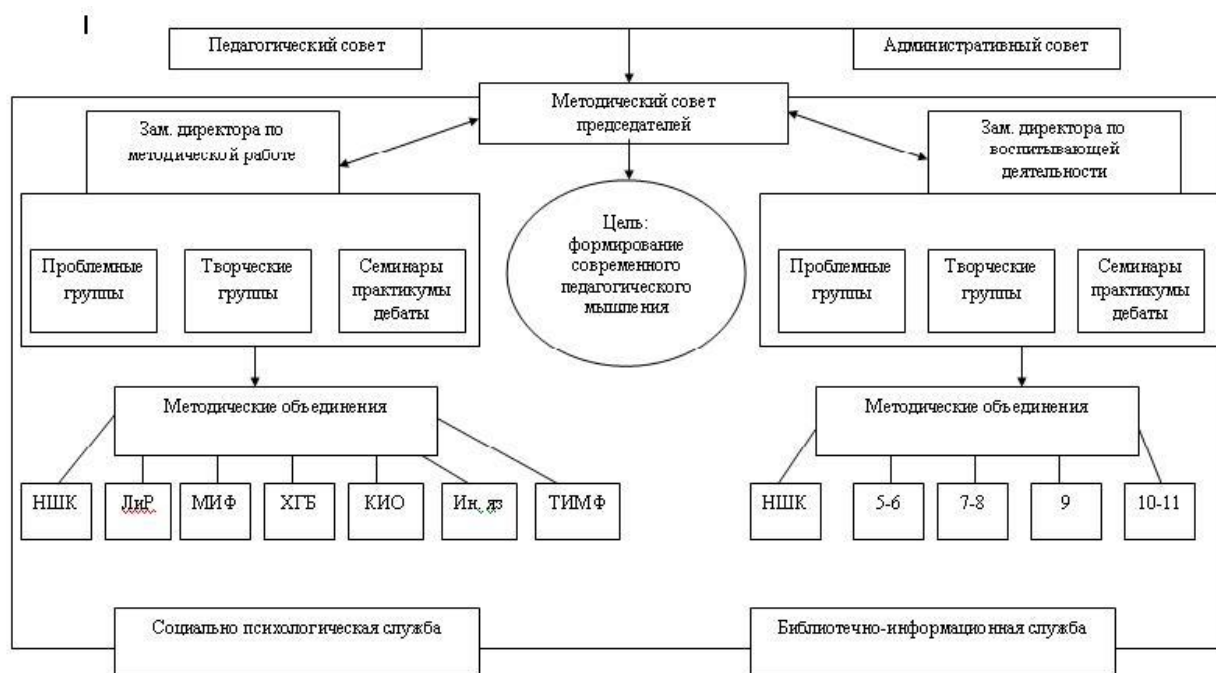 I
Педагогический совет
Административный совет
Методический совет
председателей
Зам. директора по
методической работе
Зам. директора по
воспитывающей
деятельности
Цель:
формирование
современного
педагогического
мышления
Проблемные
группы
Творческие
группы
Семинары
практикумы
дебаты
Проблемные
группы
Творческие
группы
Семинары
практикумы
дебаты
Методические объединения
Методические объединения
НШК
ЛиР
МИФ
ХГБ
КИО
Ин. яз
ТИМФ
НШК
5-6
7-8
9
10-11
Социально психологическая служба
Библиотечно-информационная служба